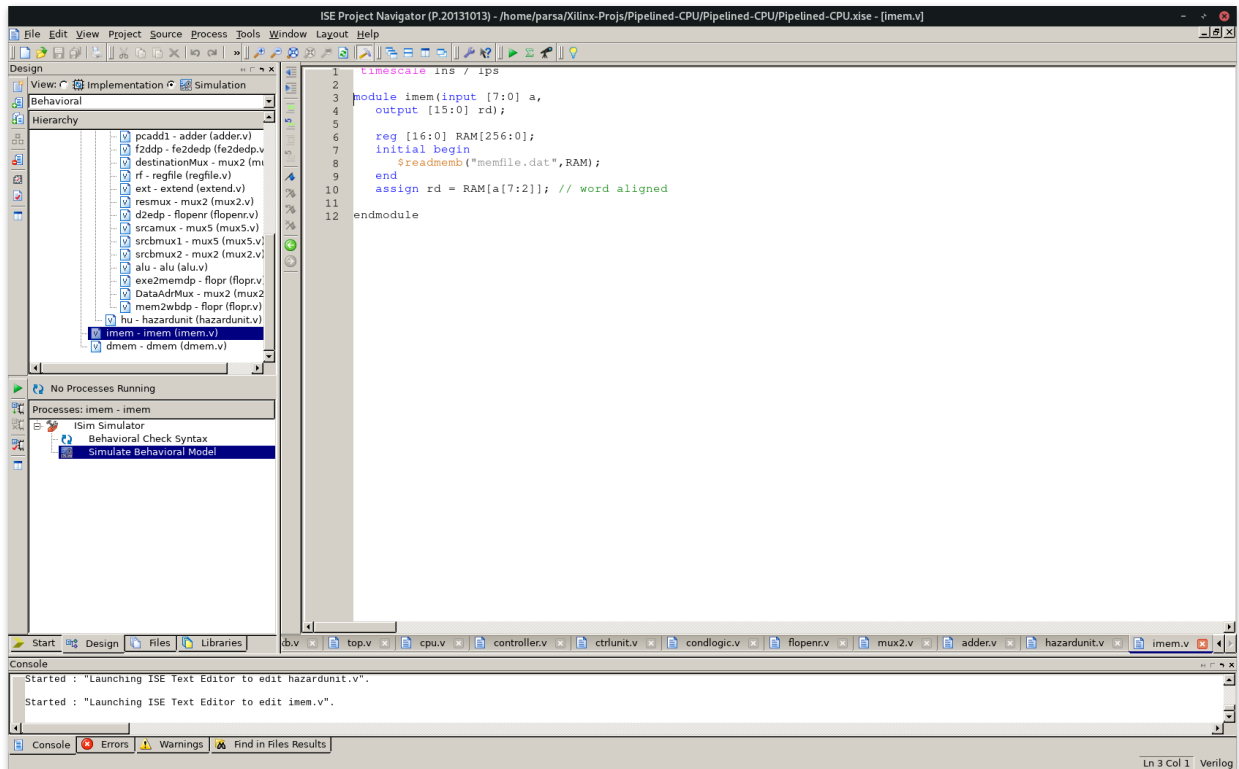 ISE Project Navigator (P.20131013) - /home/parsa/Xilinx-Projs/Pipelined-CPU/Pipelined-CPU/Pipelined-CPU.xise - [imem.v]
File Edit View Project Source Process Tools Window Layout Help
Design
View: Implementation Simulation
Behavioral
Hierarchy
pcadd1 - adder (adder.v)
f2ddp - fe2dedp (fe2dedp.v
destinationMux - mux2 (mu
rf - regfile (regfile.v)
ext - extend (extend.v)
resmux - mux2 (mux2.v)
d2edp - flopenr (flopenr.v)
srcamux - mux5 (mux5.v)
srcbmux1 - mux5 (mux5.v)
srcbmux2 - mux2 (mux2.v)
alu - alu (alu.v)
exe2memdp - flopr (flopr.v
DataAdrMux - mux2 (mux2
mem2wbdp - flopr (flopr.v)
hu - hazardunit (hazardunit.v)
imem - imem (imem.v)
dmem - dmem (dmem.v)
No Processes Running
Processes: imem - imem
ISim Simulator
Behavioral Check Syntax
Simulate Behavioral Model
Start Design Files Libraries
1 `timescale 1ns / 1ps
2
3 module imem(input [7:0] a,
4 output [15:0] rd);
5
6 reg [16:0] RAM[256:0];
7 initial begin
8 $readmemb("memfile.dat",RAM);
9 end
10 assign rd = RAM[a[7:2]]; // word aligned
11
12 endmodule
cb.v top.v cpu.v controller.v ctrlunit.v condlogic.v flopenr.v mux2.v adder.v hazardunit.v imem.v
Console
Started : "Launching ISE Text Editor to edit hazardunit.v".
Started : "Launching ISE Text Editor to edit imem.v".
Console Errors Warnings Find in Files Results
Ln 3 Col 1 Verilog